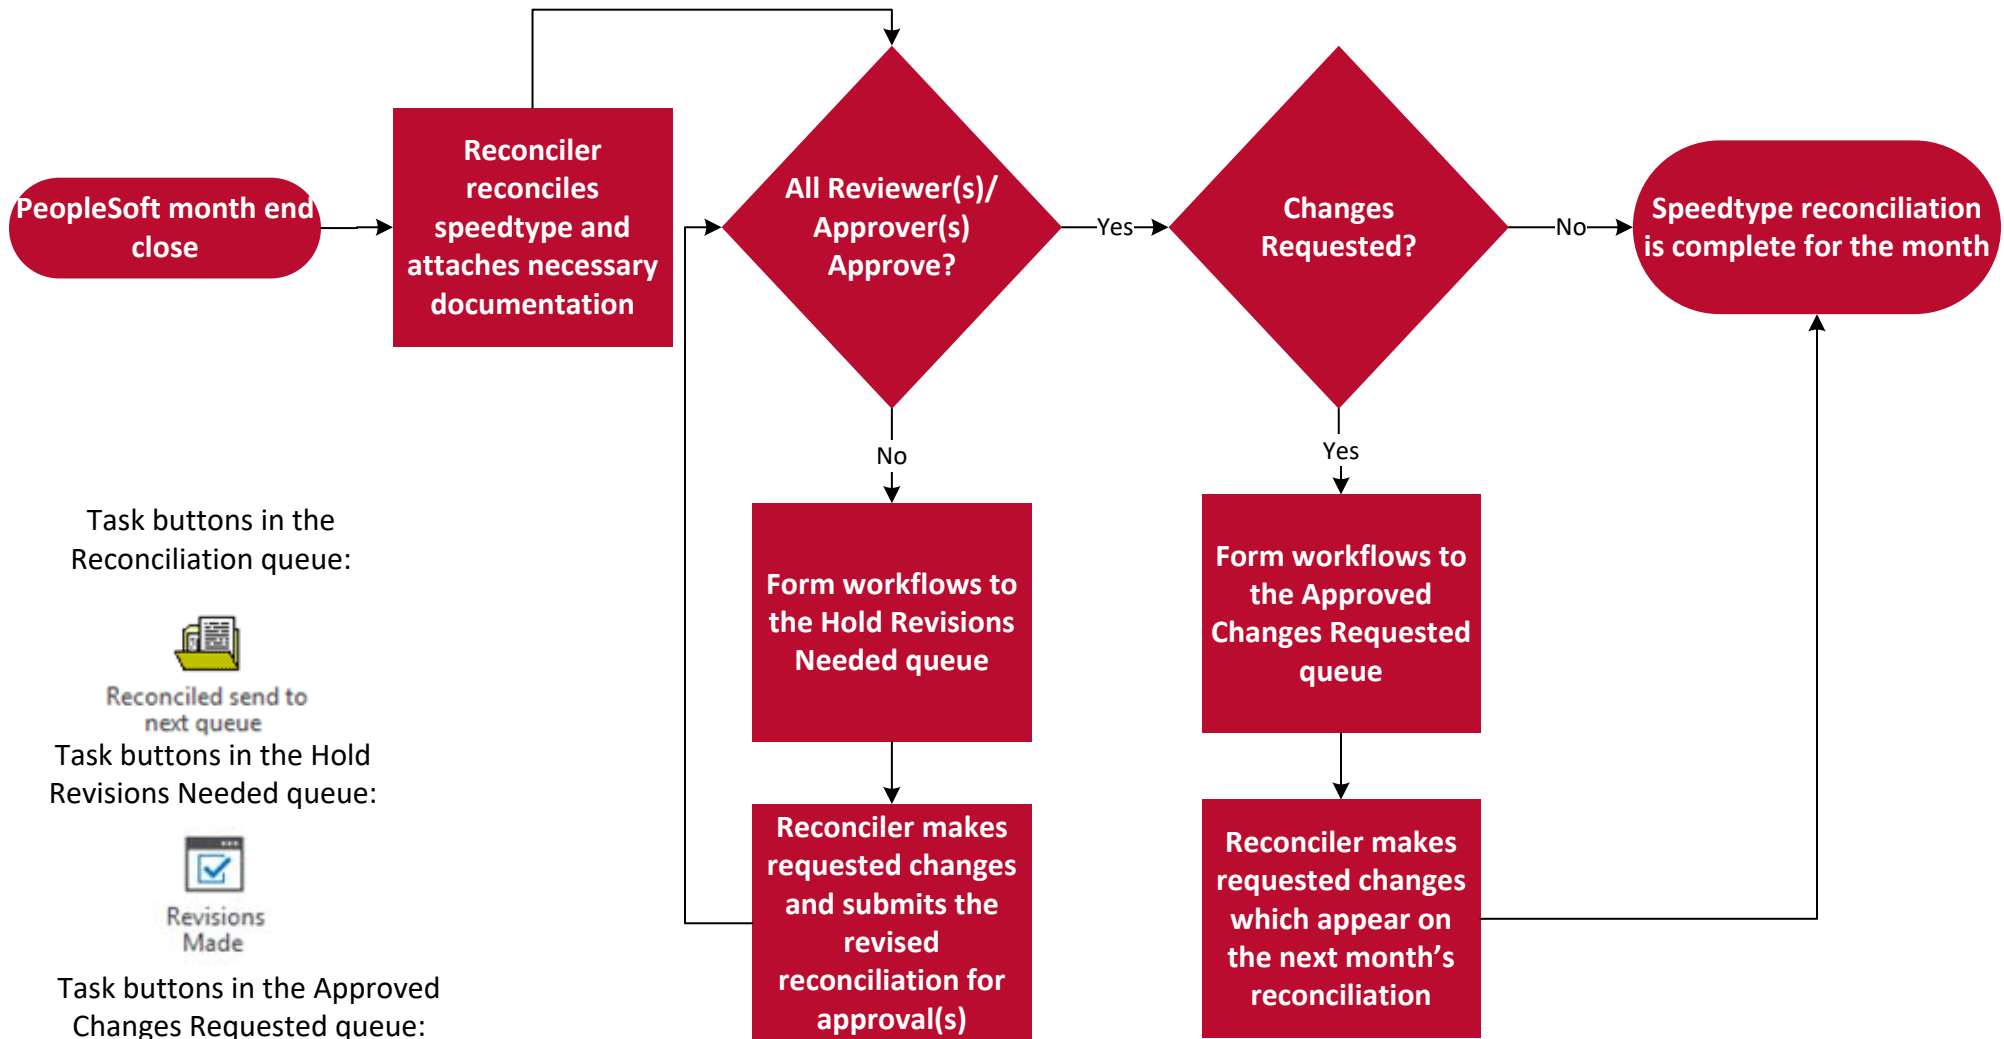 PeopleSoft month end
close
Reconciler
reconciles
speedtype and
attaches necessary
documentation
All Reviewer(s)/
Approver(s)
Approve?
Yes
Changes
Requested?
No
Speedtype reconciliation
is complete for the month
No
Yes
Form workflows to
the Hold Revisions
Needed queue
Form workflows to
the Approved
Changes Requested
queue
Reconciler makes
requested changes
and submits the
revised
reconciliation for
approval(s)
Reconciler makes
requested changes
which appear on
the next month’s
reconciliation
Task buttons in the
Reconciliation queue:
Reconciled send to
next queue
Task buttons in the Hold
Revisions Needed queue:
Revisions
Made
Task buttons in the Approved
Changes Requested queue: